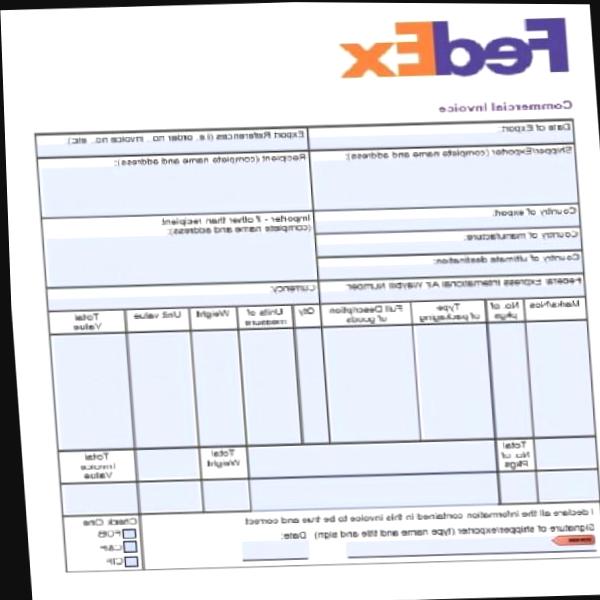 FedEx
Commercial Invoice
Date of Export:
Export References (i.e. order no., invoice no., etc)
Shipper/Exporter (complete name and address):
Recipient (complete name and address):
Country of export:
Importer - if other than recipient
(complete name and address):
Country of manufacture:
Country of ultimate destination:
Federal Express International Air Waybill Number
Currency:
Marks/Nos
No. of pkgs
Type of packaging
Full Description of goods
Qty
Units of measure
Weight
Unit value
Total Value
Total No. of Pkgs
Total Weight
Total Invoice Value
I declare all the information contained in this invoice to be true and correct
Signature of shipper/exporter (type name and title and sign)
Date:
Check One
FOB
C&F
CIF